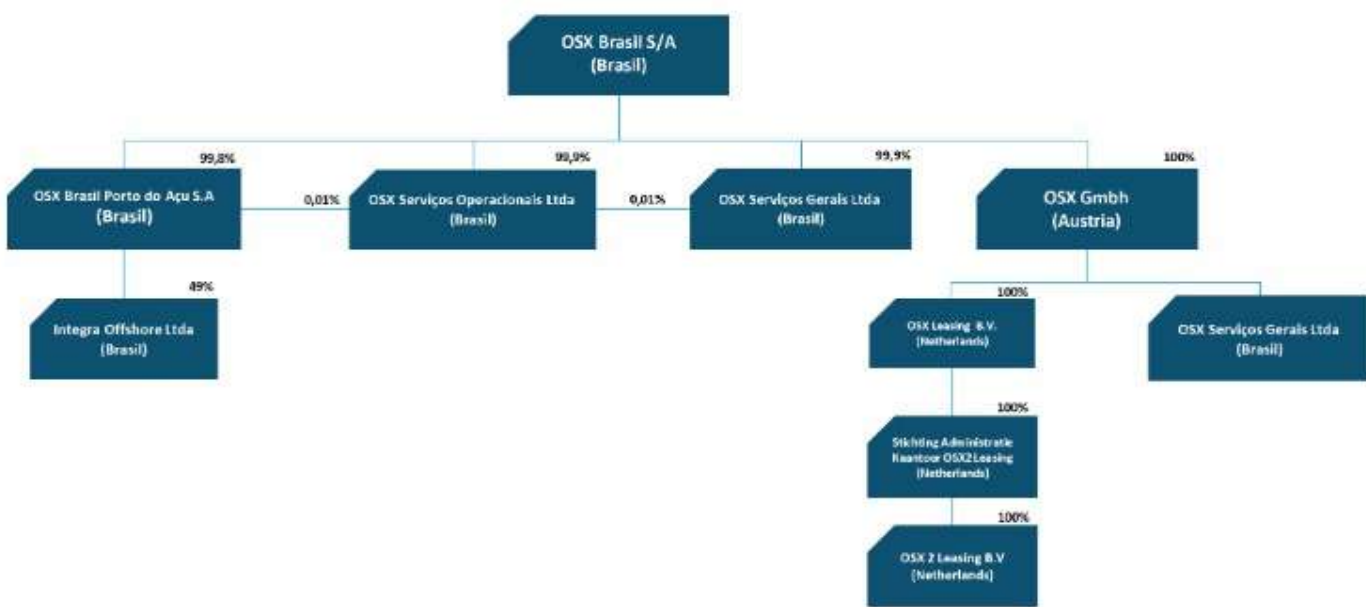 OSX Brasil S/A
(Brasil)
99,8%
99,9%
99,9%
100%
OSX Brasil Porto do Açu S.A
(Brasil)
0,01%
OSX Serviços Operacionais Ltda
(Brasil)
0,01%
OSX Serviços Gerais Ltda
(Brasil)
OSX Gmbh
(Austria)
49%
Integra Offshore Ltda
(Brasil)
100%
OSX Leasing B.V.
(Netherlands)
OSX Serviços Gerais Ltda
(Brasil)
100%
Stichting Administratie
Kaantoor OSX2 Leasing
(Netherlands)
100%
OSX 2 Leasing B.V
(Netherlands)